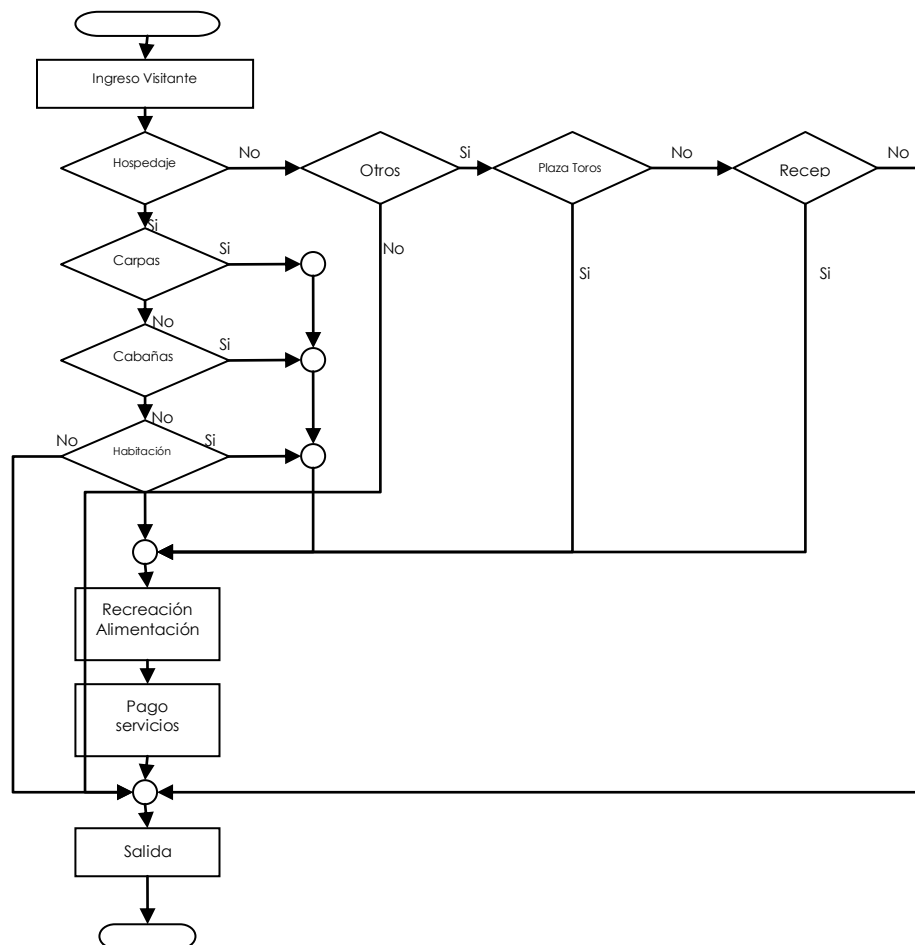 Ingreso Visitante
Hospedaje
No
Otros
Si
Plaza Toros
No
Recep
No
Si
Carpas
Si
No
Si
Si
No
Cabañas
Si
No
Habitación
No
Si
Recreación
Alimentación
Pago
servicios
Salida